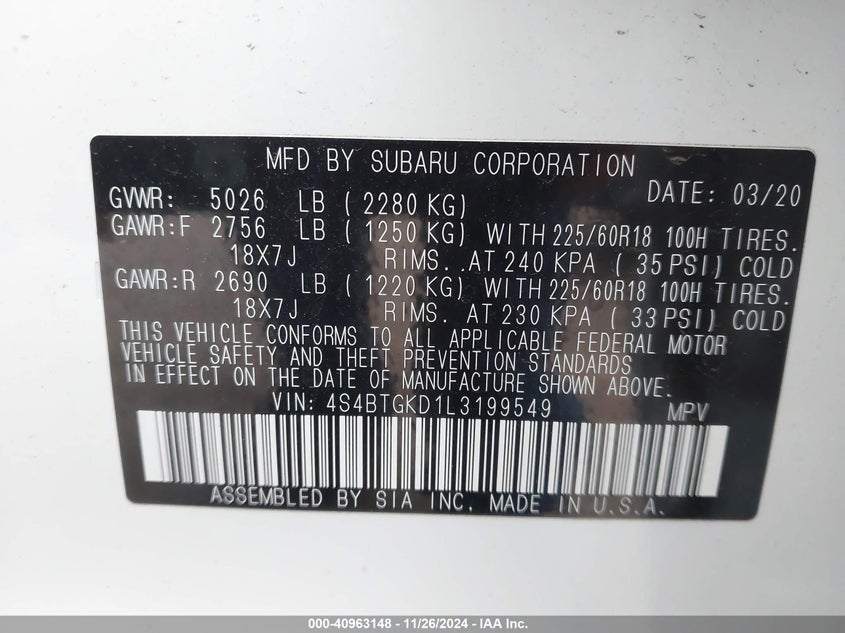 MFD BY SUBARU CORPORATION
DATE: 03/20
GVWR: 5026 LB ( 2280 KG)
GAWR:F 2756 LB ( 1250 KG) WITH 225/60R18 100H TIRES.
18X7J RIMS. AT 240 KPA ( 35 PSI) COLD
GAWR:R 2690 LB ( 1220 KG) WITH 225/60R18 100H TIRES.
18X7J RIMS. AT 230 KPA ( 33 PSI) COLD
THIS VEHICLE CONFORMS TO ALL APPLICABLE FEDERAL MOTOR
VEHICLE SAFETY AND THEFT PREVENTION STANDARDS
IN EFFECT ON THE DATE OF MANUFACTURE SHOWN ABOVE.
VIN: 4S4BTGKD1L3199549 MPV
ASSEMBLED BY SIA INC. MADE IN U.S.A.
000-40963148 - 11/26/2024 - IAA Inc.